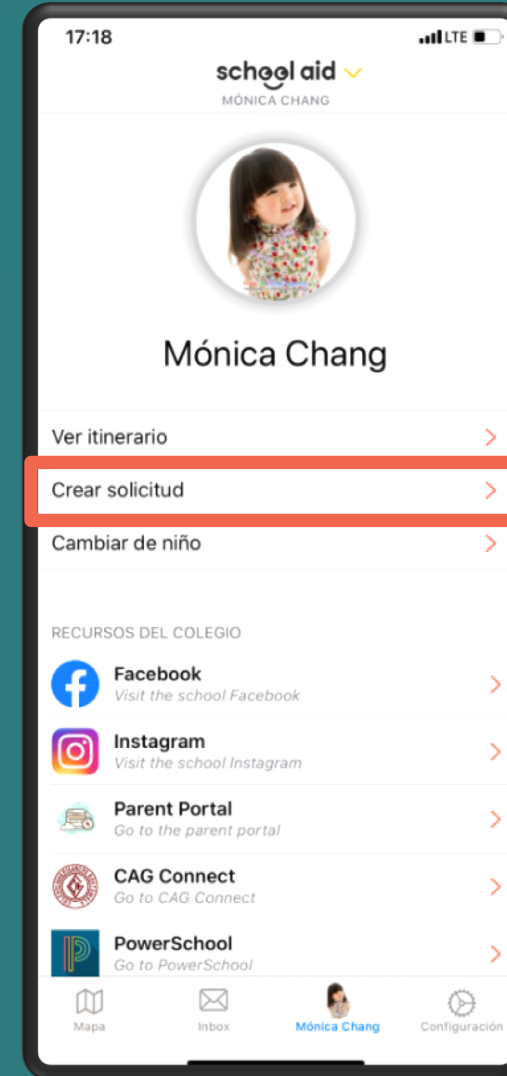 17:18
LTE
school aid
MÓNICA CHANG
Mónica Chang
Ver itinerario
Crear solicitud
Cambiar de niño
RECURSOS DEL COLEGIO
Facebook
Visit the school Facebook
Instagram
Visit the school Instagram
Parent Portal
Go to the parent portal
CAG Connect
Go to CAG Connect
PowerSchool
Go to PowerSchool
Mapa
Inbox
Mónica Chang
Configuración